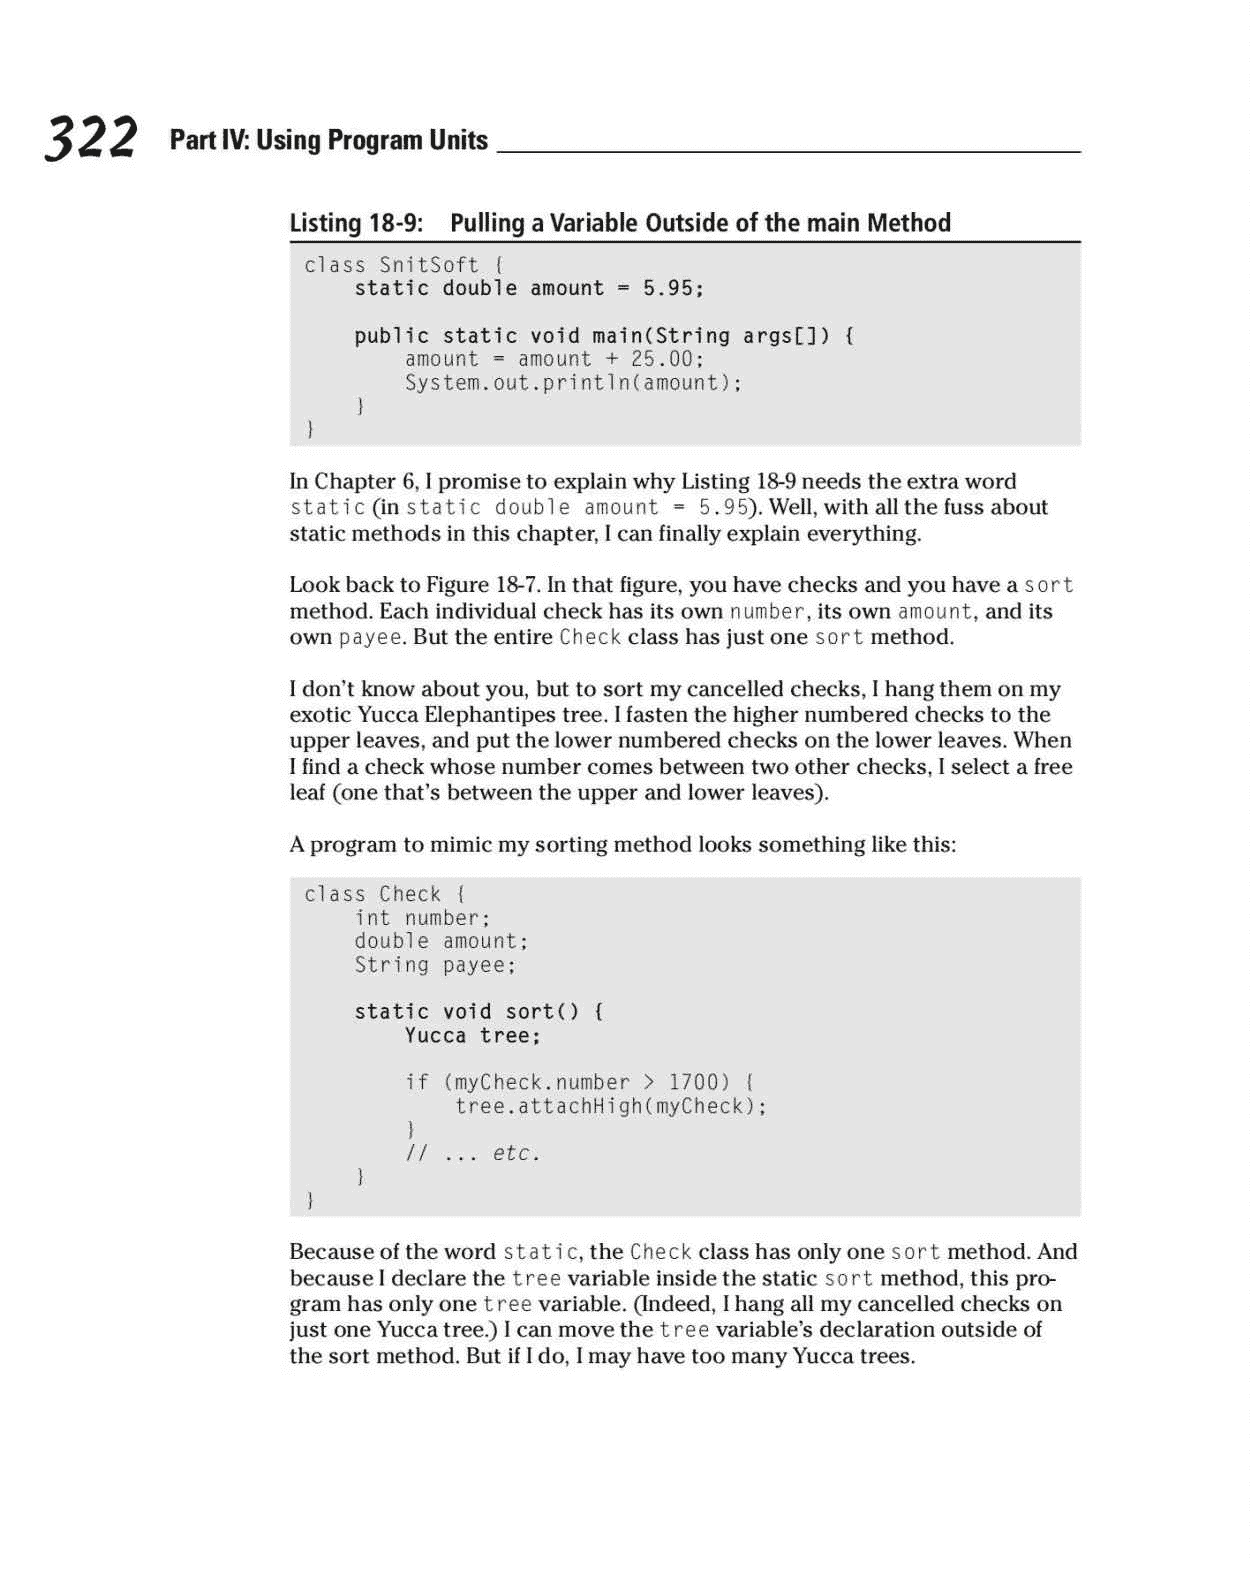 322 Part IV: Using Program Units
Listing 18-9: Pulling a Variable Outside of the main Method
class SnitSoft {
static double amount = 5.95;
public static void main(String args[]) {
amount = amount + 25.00;
System.out.println(amount);
}
}
In Chapter 6, I promise to explain why Listing 18-9 needs the extra word
static (in static double amount = 5.95). Well, with all the fuss about
static methods in this chapter, I can finally explain everything.
Look back to Figure 18-7. In that figure, you have checks and you have a sort
method. Each individual check has its own number, its own amount, and its
own payee. But the entire Check class has just one sort method.
I don't know about you, but to sort my cancelled checks, I hang them on my
exotic Yucca Elephantipes tree. I fasten the higher numbered checks to the
upper leaves, and put the lower numbered checks on the lower leaves. When
I find a check whose number comes between two other checks, I select a free
leaf (one that's between the upper and lower leaves).
A program to mimic my sorting method looks something like this:
class Check {
int number;
double amount;
String payee;
static void sort() {
Yucca tree;
if (myCheck.number > 1700) {
tree.attachHigh(myCheck);
}
// ... etc.
}
}
Because of the word static, the Check class has only one sort method. And
because I declare the tree variable inside the static sort method, this pro-
gram has only one tree variable. (Indeed, I hang all my cancelled checks on
just one Yucca tree.) I can move the tree variable's declaration outside of
the sort method. But if I do, I may have too many Yucca trees.